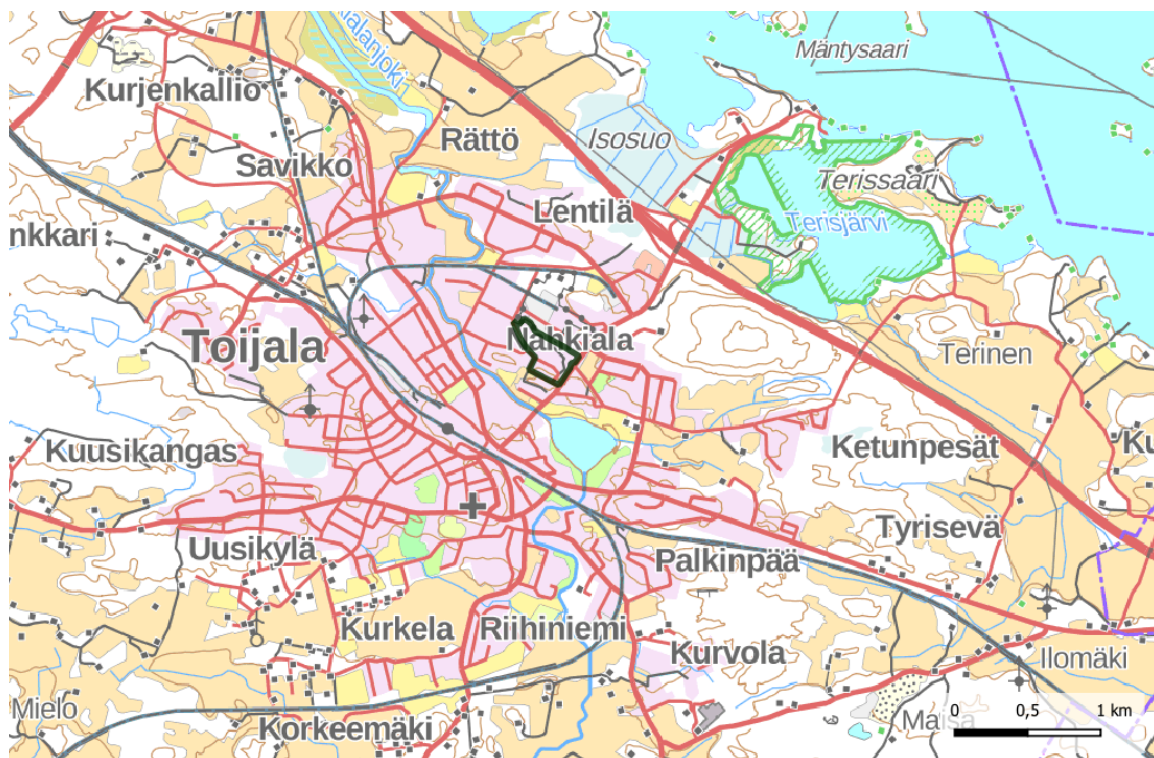 Mäntysaari
Kurjenkallio
Rättö
Isosuo
Savikko
Terissaari
Lentilä
Terisjärvi
nkkari
Toijala
Nahkiala
Terinen
Kuusikangas
Ketunpesät
Ku
Tyrisevä
Uusikylä
Palkinpää
Kurkela
Riihiniemi
Kurvola
Ilomäki
Mielo
Korkeemäki
Maisa
0 0,5 1 km